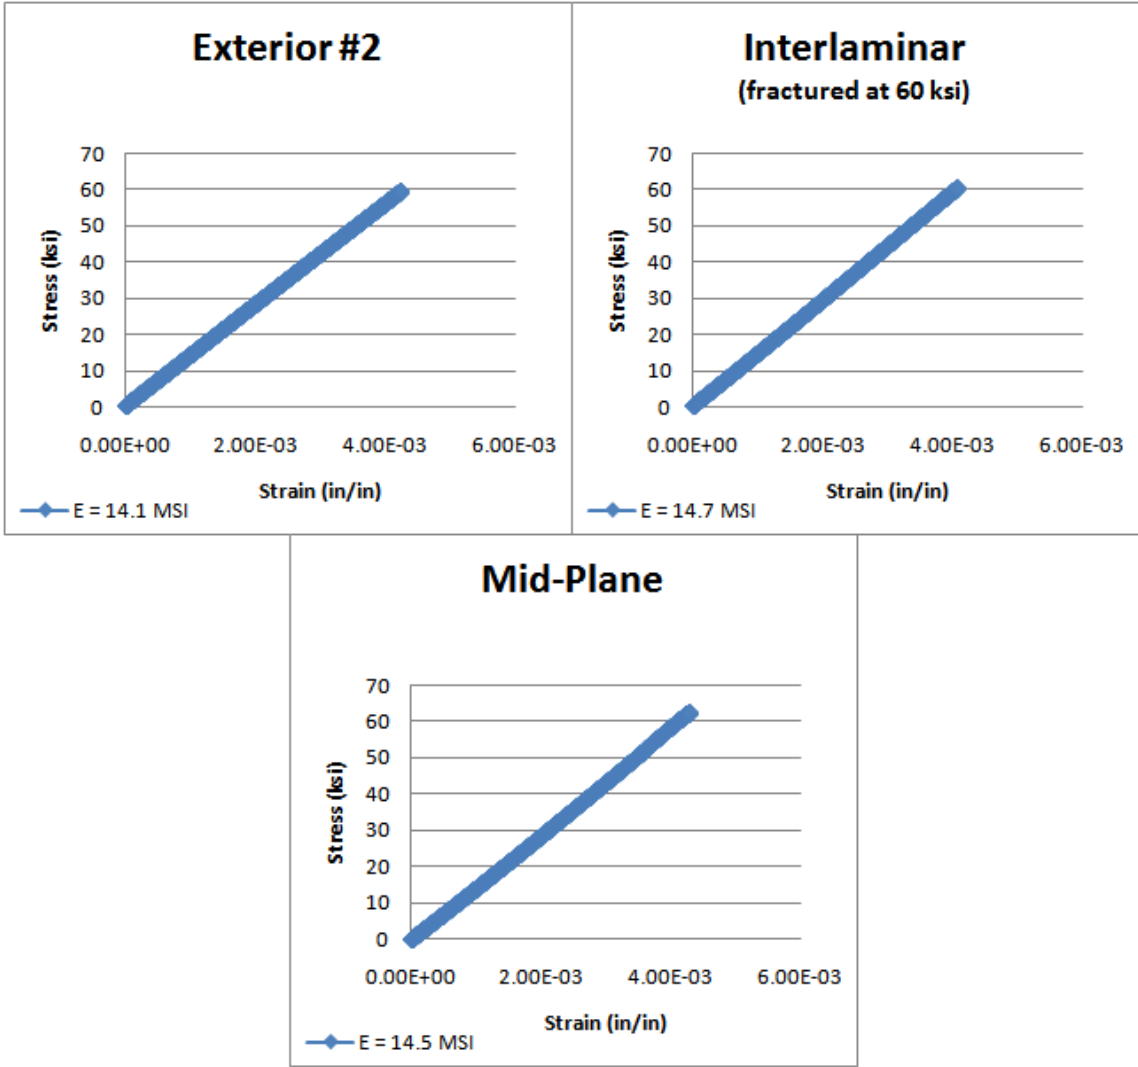 Exterior #2
70
60
50
40
30
20
10
0
Stress (ksi)
0.00E+00 2.00E-03 4.00E-03 6.00E-03
Strain (in/in)
E = 14.1 MSI
Interlaminar
(fractured at 60 ksi)
70
60
50
40
30
20
10
0
Stress (ksi)
0.00E+00 2.00E-03 4.00E-03 6.00E-03
Strain (in/in)
E = 14.7 MSI
Mid-Plane
70
60
50
40
30
20
10
0
Stress (ksi)
0.00E+00 2.00E-03 4.00E-03 6.00E-03
Strain (in/in)
E = 14.5 MSI